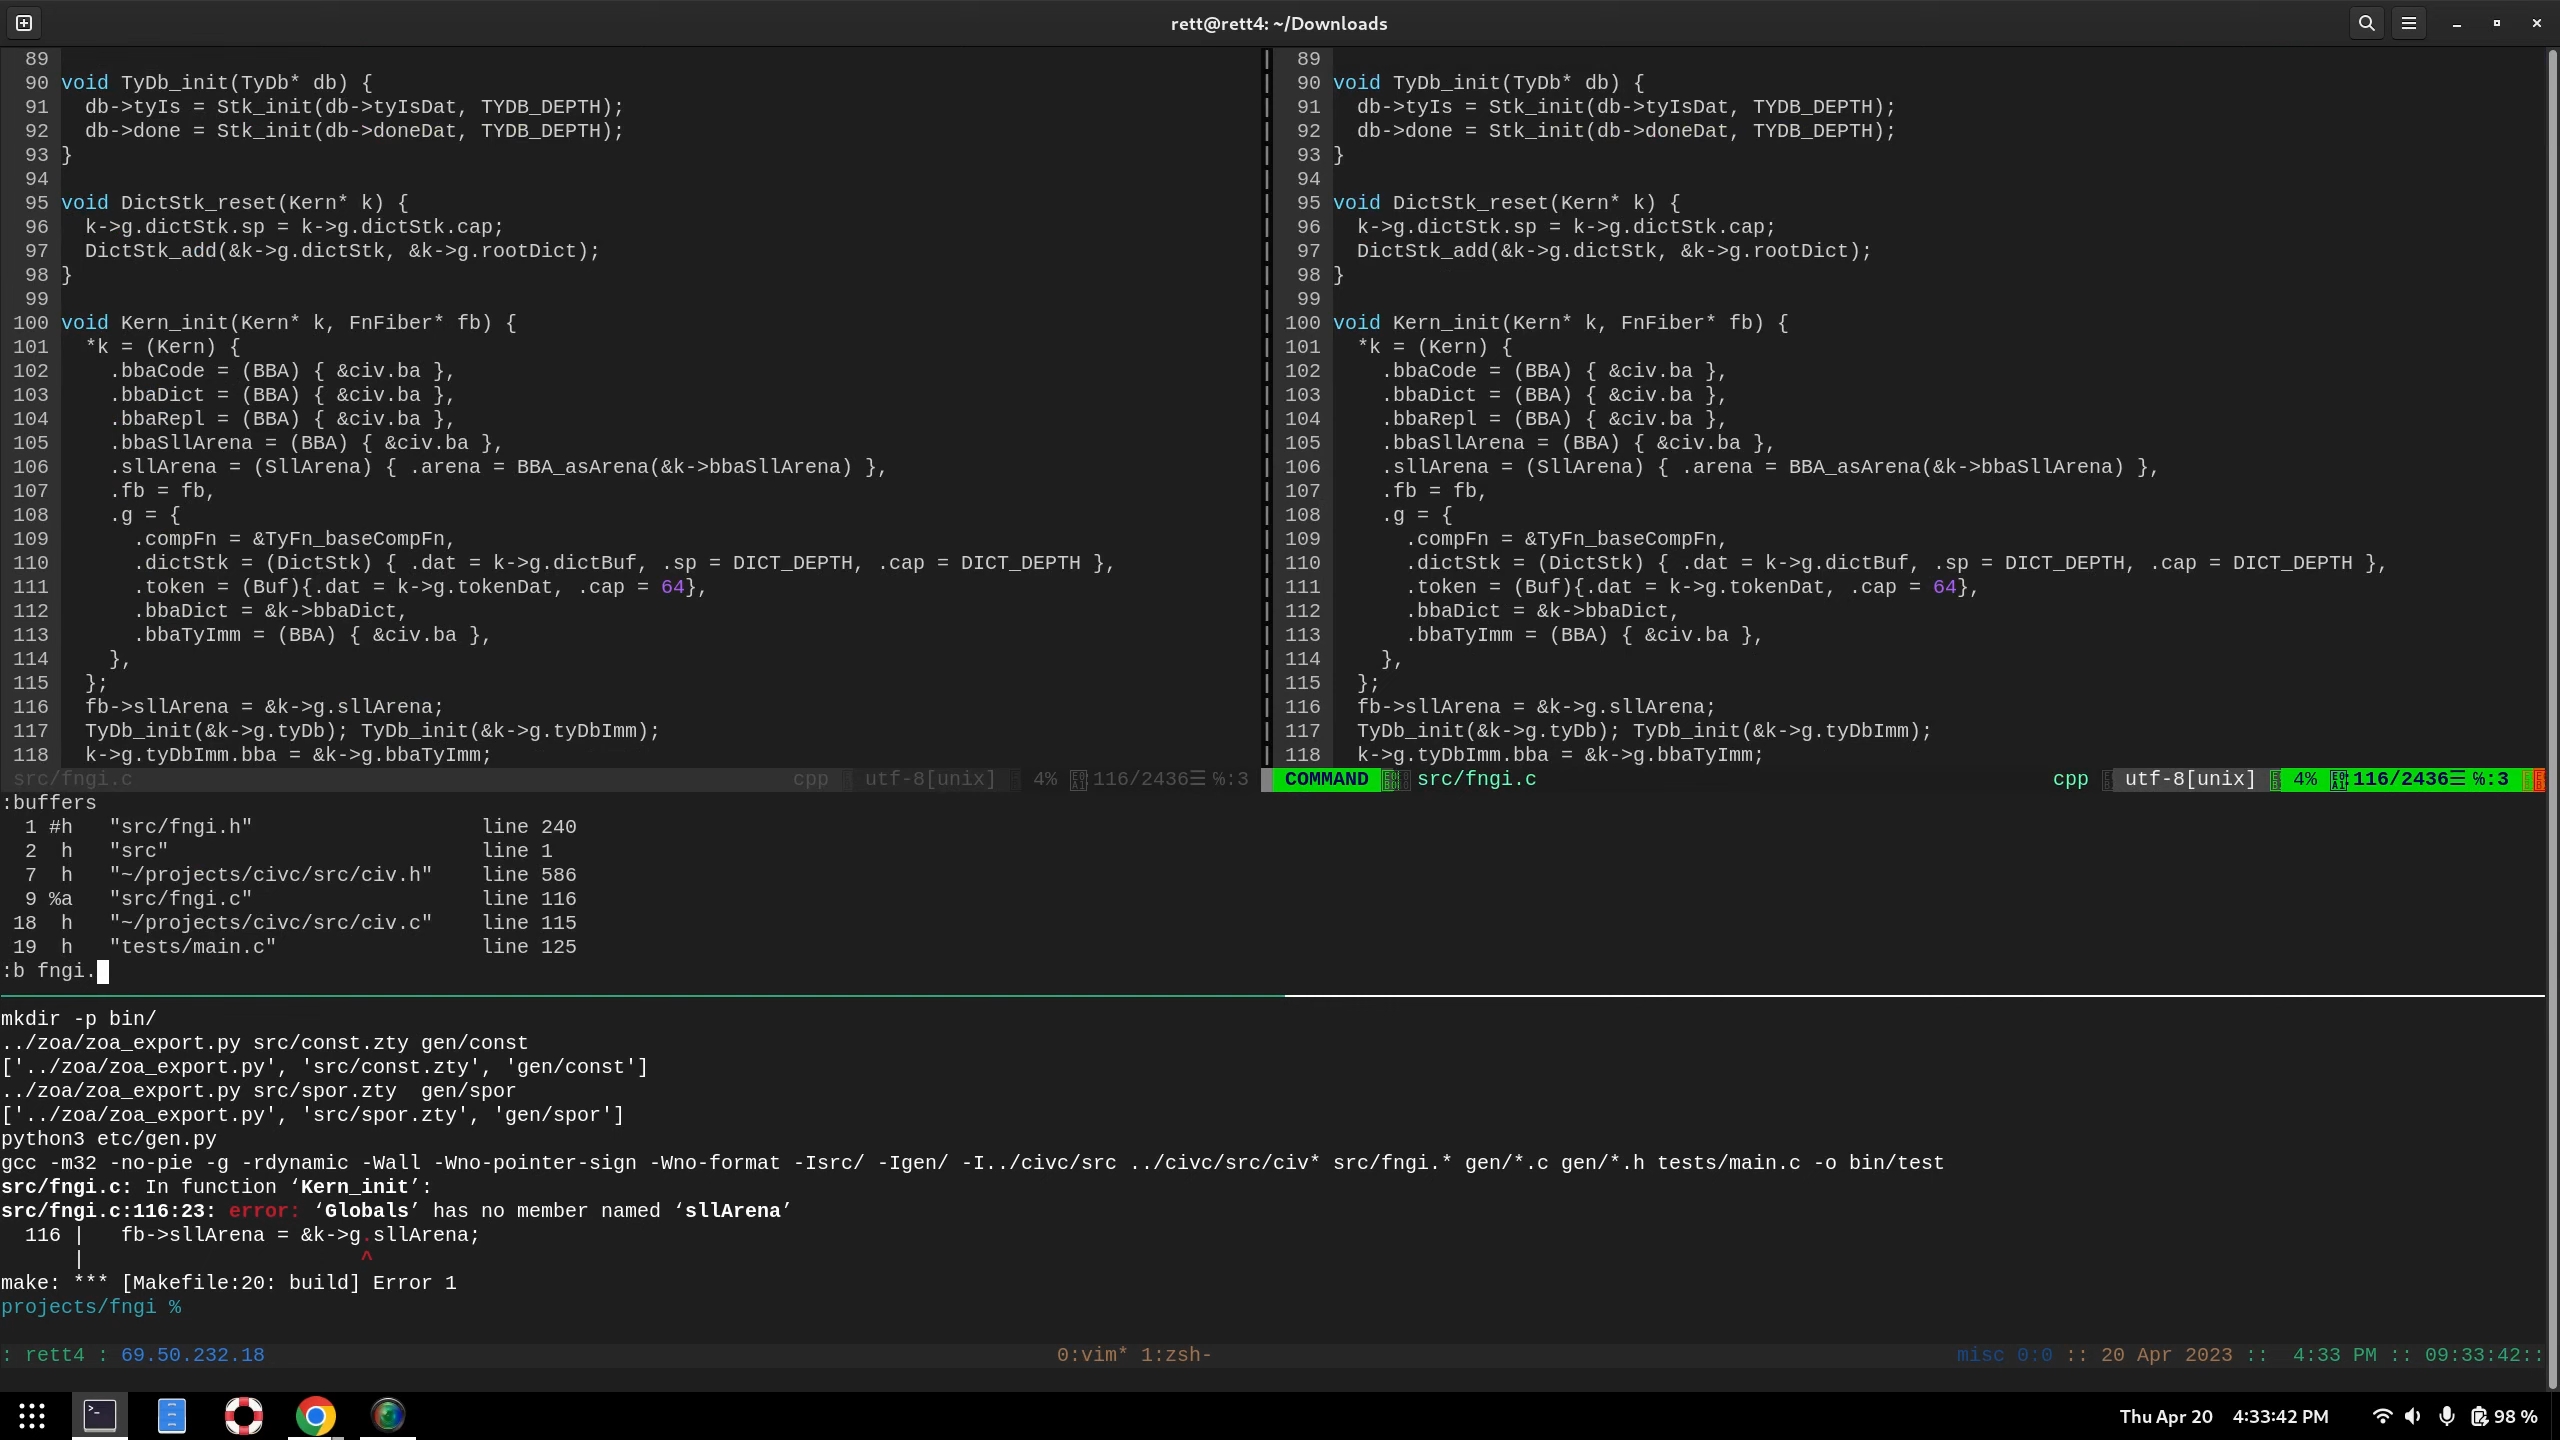 rett@rett4: ~/Downloads
89
90 void TyDb_init(TyDb* db) {
91   db->tyIs = Stk_init(db->tyIsDat, TYDB_DEPTH);
92   db->done = Stk_init(db->doneDat, TYDB_DEPTH);
93 }
94
95 void DictStk_reset(Kern* k) {
96   k->g.dictStk.sp = k->g.dictStk.cap;
97   DictStk_add(&k->g.dictStk, &k->g.rootDict);
98 }
99
100 void Kern_init(Kern* k, FnFiber* fb) {
101   *k = (Kern) {
102     .bbaCode = (BBA) { &civ.ba },
103     .bbaDict = (BBA) { &civ.ba },
104     .bbaRepl = (BBA) { &civ.ba },
105     .bbaSllArena = (BBA) { &civ.ba },
106     .sllArena = (SllArena) { .arena = BBA_asArena(&k->bbaSllArena) },
107     .fb = fb,
108     .g = {
109       .compFn = &TyFn_baseCompFn,
110       .dictStk = (DictStk) { .dat = k->g.dictBuf, .sp = DICT_DEPTH, .cap = DICT_DEPTH },
111       .token = (Buf){.dat = k->g.tokenDat, .cap = 64},
112       .bbaDict = &k->bbaDict,
113       .bbaTyImm = (BBA) { &civ.ba },
114     },
115   };
116   fb->sllArena = &k->g.sllArena;
117   TyDb_init(&k->g.tyDb); TyDb_init(&k->g.tyDbImm);
118   k->g.tyDbImm.bba = &k->g.bbaTyImm;
src/fngi.c cpp utf-8[unix] 4% 116/2436☰ ℅:3
89
90 void TyDb_init(TyDb* db) {
91   db->tyIs = Stk_init(db->tyIsDat, TYDB_DEPTH);
92   db->done = Stk_init(db->doneDat, TYDB_DEPTH);
93 }
94
95 void DictStk_reset(Kern* k) {
96   k->g.dictStk.sp = k->g.dictStk.cap;
97   DictStk_add(&k->g.dictStk, &k->g.rootDict);
98 }
99
100 void Kern_init(Kern* k, FnFiber* fb) {
101   *k = (Kern) {
102     .bbaCode = (BBA) { &civ.ba },
103     .bbaDict = (BBA) { &civ.ba },
104     .bbaRepl = (BBA) { &civ.ba },
105     .bbaSllArena = (BBA) { &civ.ba },
106     .sllArena = (SllArena) { .arena = BBA_asArena(&k->bbaSllArena) },
107     .fb = fb,
108     .g = {
109       .compFn = &TyFn_baseCompFn,
110       .dictStk = (DictStk) { .dat = k->g.dictBuf, .sp = DICT_DEPTH, .cap = DICT_DEPTH },
111       .token = (Buf){.dat = k->g.tokenDat, .cap = 64},
112       .bbaDict = &k->bbaDict,
113       .bbaTyImm = (BBA) { &civ.ba },
114     },
115   };
116   fb->sllArena = &k->g.sllArena;
117   TyDb_init(&k->g.tyDb); TyDb_init(&k->g.tyDbImm);
118   k->g.tyDbImm.bba = &k->g.bbaTyImm;
COMMAND src/fngi.c cpp utf-8[unix] 4% :116/2436☰ ℅:3
:buffers
1 #h   "src/fngi.h"                   line 240
2  h   "src"                          line 1
7  h   "~/projects/civc/src/civ.h"    line 586
9 %a   "src/fngi.c"                   line 116
18  h   "~/projects/civc/src/civ.c"    line 115
19  h   "tests/main.c"                 line 125
:b fngi.
mkdir -p bin/
../zoa/zoa_export.py src/const.zty gen/const
['../zoa/zoa_export.py', 'src/const.zty', 'gen/const']
../zoa/zoa_export.py src/spor.zty  gen/spor
['../zoa/zoa_export.py', 'src/spor.zty', 'gen/spor']
python3 etc/gen.py
gcc -m32 -no-pie -g -rdynamic -Wall -Wno-pointer-sign -Wno-format -Isrc/ -Igen/ -I../civc/src ../civc/src/civ* src/fngi.* gen/*.c gen/*.h tests/main.c -o bin/test
src/fngi.c: In function ‘Kern_init’:
src/fngi.c:116:23: error: ‘Globals’ has no member named ‘sllArena’
116 |   fb->sllArena = &k->g.sllArena;
|                       ^
make: *** [Makefile:20: build] Error 1
projects/fngi %
: rett4 : 69.50.232.18 0:vim* 1:zsh- misc 0:0 :: 20 Apr 2023 ::  4:33 PM :: 09:33:42::
Thu Apr 20 4:33:42 PM 98 %